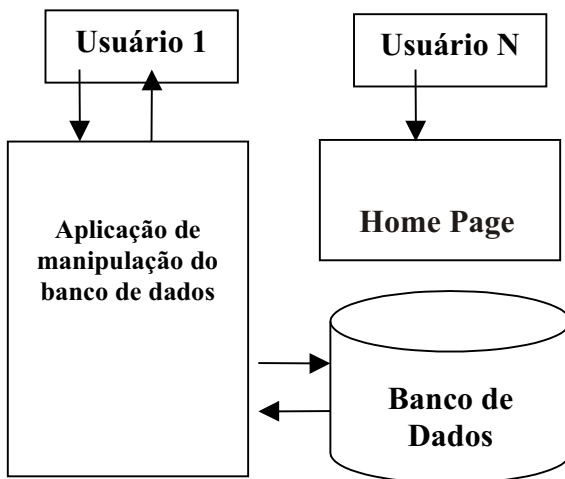 Usuário 1
Usuário N
Aplicação de
manipulação do
banco de dados
Home Page
Banco de
Dados